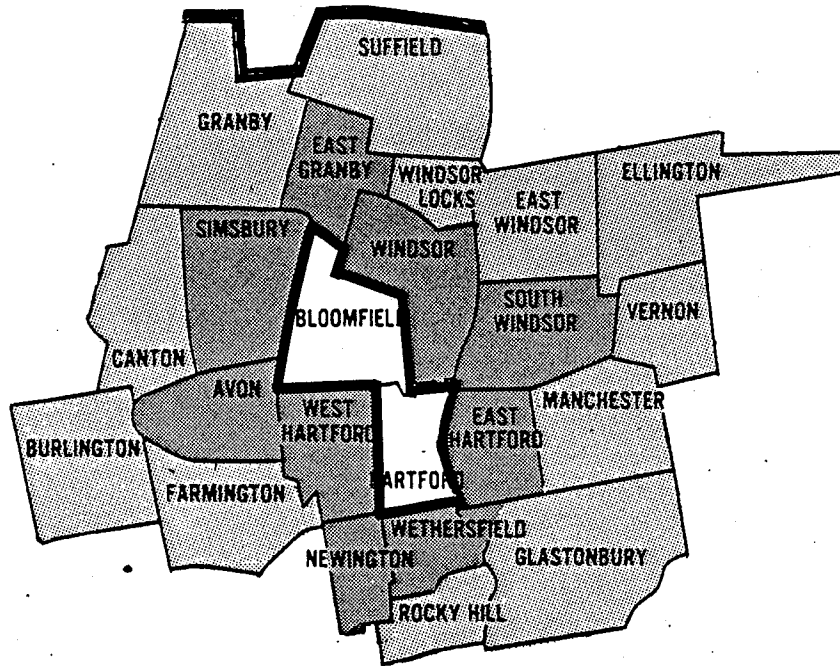 SUFFIELD
GRANBY
EAST
GRANBY
WINDSOR
LOCKS
EAST
WINDSOR
ELLINGTON
SIMSBURY
WINDSOR
BLOOMFIELD
SOUTH
WINDSOR
VERNON
CANTON
AVON
WEST
HARTFORD
EAST
HARTFORD
MANCHESTER
BURLINGTON
FARMINGTON
HARTFORD
WETHERSFIELD
NEWINGTON
GLASTONBURY
ROCKY HILL